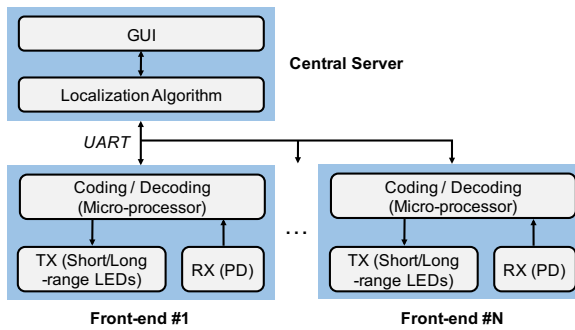 GUI
Central Server
Localization Algorithm
UART
Coding / Decoding
(Micro-processor)
TX (Short/Long
-range LEDs)
RX (PD)
Front-end #1
...
Coding / Decoding
(Micro-processor)
TX (Short/Long
-range LEDs)
RX (PD)
Front-end #N